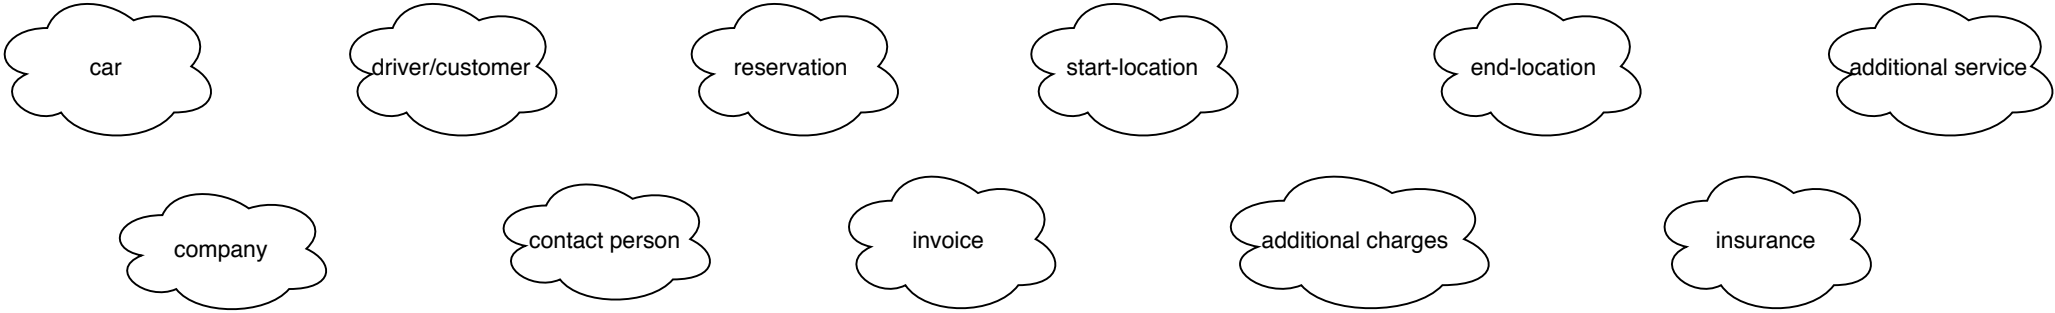 car
driver/customer
reservation
start-location
end-location
additional service
company
contact person
invoice
additional charges
insurance